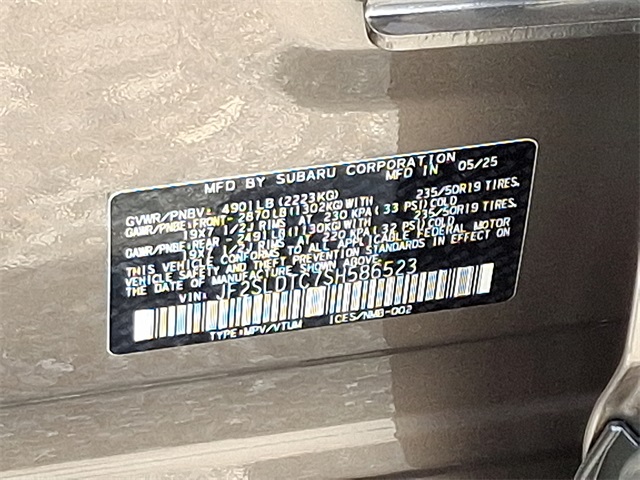 MFD BY SUBARU CORPORATION
MFD IN 05/25
GVWR/PNBV: 4901LB(2223KG)
GAWR/PNBE:FRONT- 2870LB(1302KG)WITH 235/50R19 TIRES.
19X7 1/2J RIMS AT 230 KPA( 33 PSI)COLD
GAWR/PNBE:REAR - 2491LB(1130KG)WITH 235/50R19 TIRES.
19X7 1/2J RIMS AT 220 KPA( 32 PSI)COLD
THIS VEHICLE CONFORMS TO ALL APPLICABLE FEDERAL MOTOR
VEHICLE SAFETY AND THEFT PREVENTION STANDARDS IN EFFECT ON
THE DATE OF MANUFACTURE SHOWN ABOVE.
VIN: JF2SLDTC7SH586523
TYPE:MPV/VTUM ICES/NMB-002